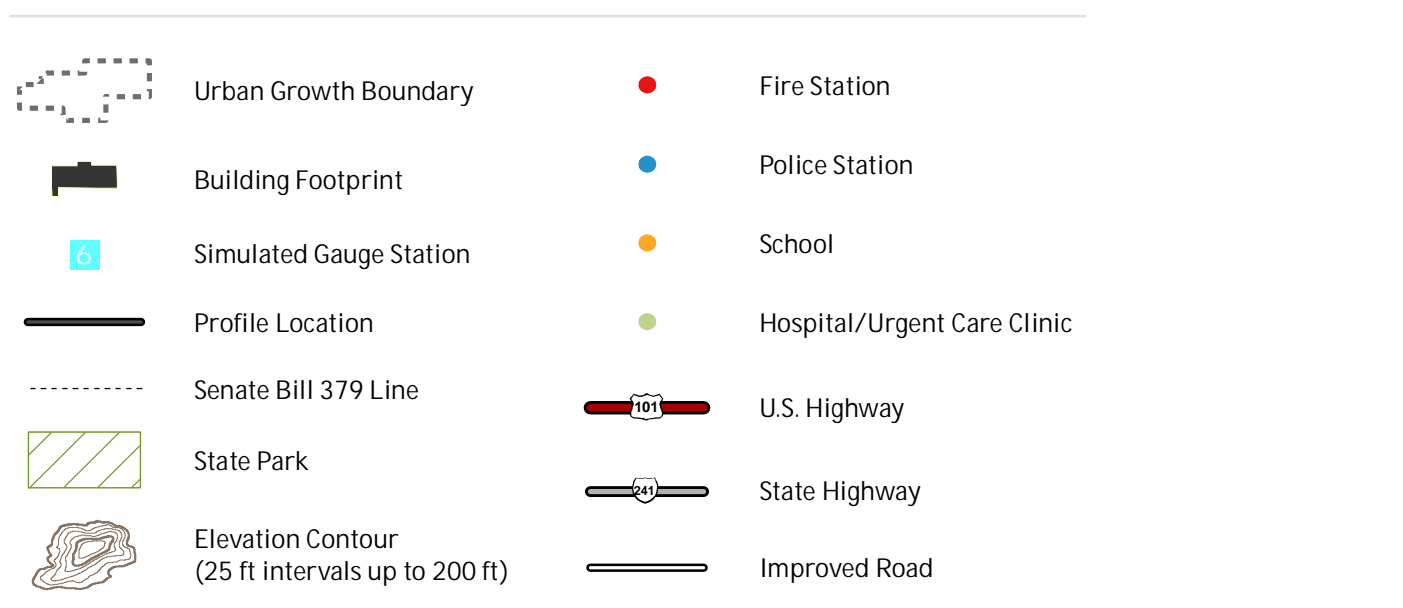 Urban Growth Boundary
Building Footprint
6
Simulated Gauge Station
Profile Location
Senate Bill 379 Line
State Park
Elevation Contour
(25 ft intervals up to 200 ft)
Fire Station
Police Station
School
Hospital/Urgent Care Clinic
101
U.S. Highway
241
State Highway
Improved Road